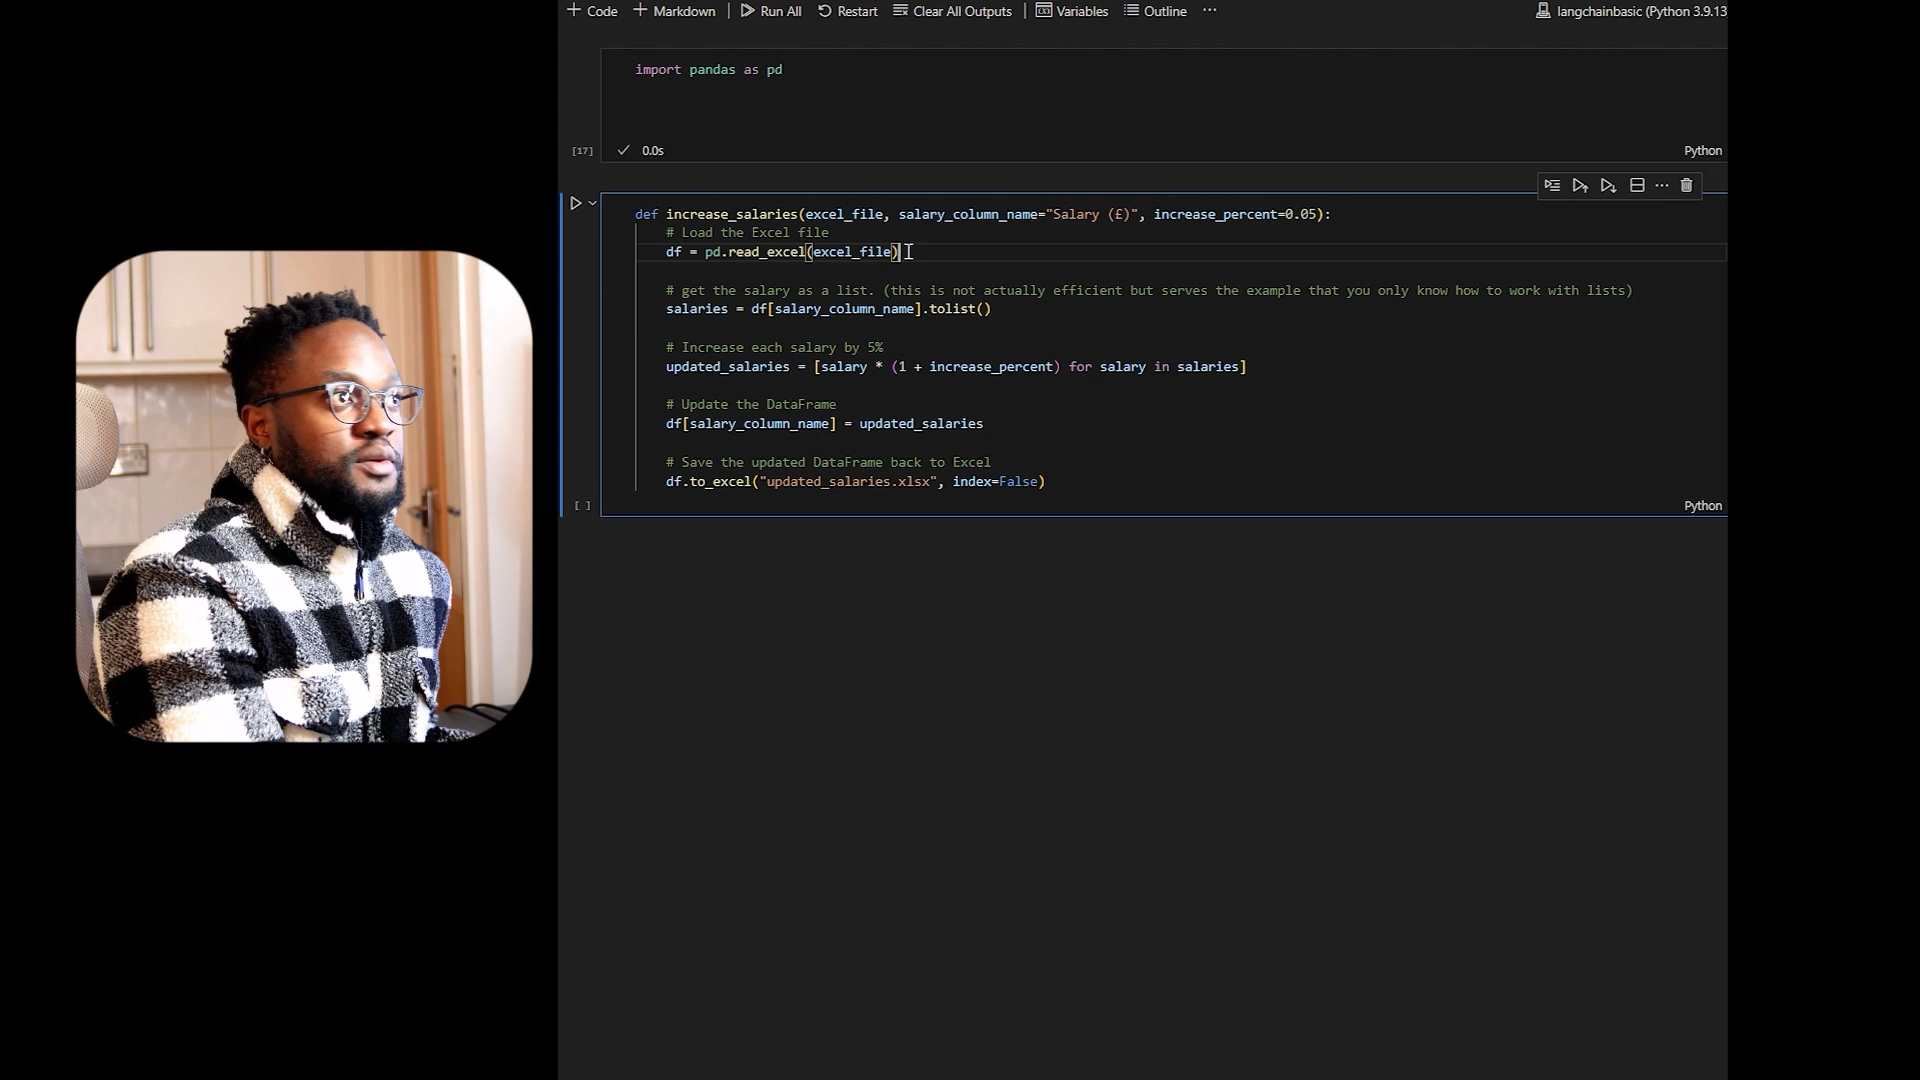 Code Markdown | Run All Restart Clear All Outputs | Variables Outline ... langchainbasic (Python 3.9.13
import pandas as pd
[17] 0.0s Python
def increase_salaries(excel_file, salary_column_name="Salary (£)", increase_percent=0.05):
# Load the Excel file
df = pd.read_excel(excel_file)
# get the salary as a list. (this is not actually efficient but serves the example that you only know how to work with lists)
salaries = df[salary_column_name].tolist()
# Increase each salary by 5%
updated_salaries = [salary * (1 + increase_percent) for salary in salaries]
# Update the DataFrame
df[salary_column_name] = updated_salaries
# Save the updated DataFrame back to Excel
df.to_excel("updated_salaries.xlsx", index=False)
[ ] Python